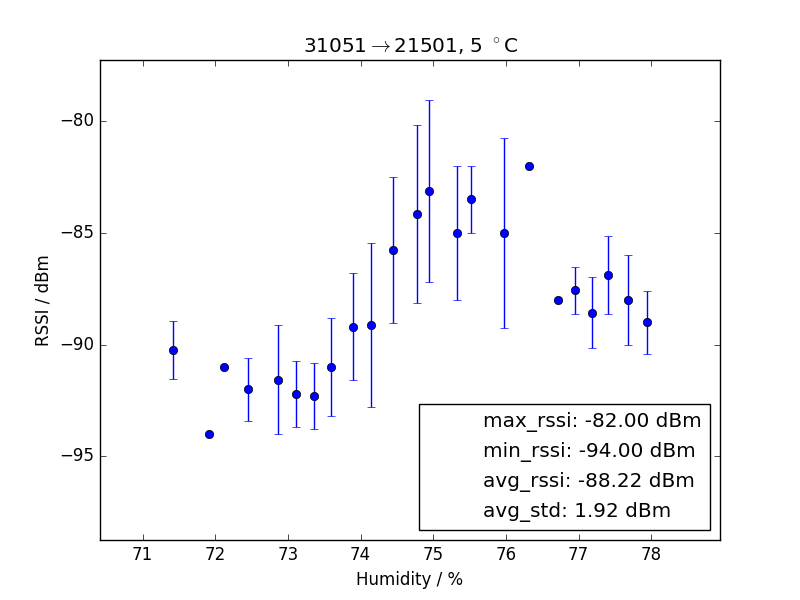 31051→21501, 5 °C
RSSI / dBm
−80
−85
−90
−95
max_rssi: -82.00 dBm
min_rssi: -94.00 dBm
avg_rssi: -88.22 dBm
avg_std: 1.92 dBm
71 72 73 74 75 76 77 78
Humidity / %